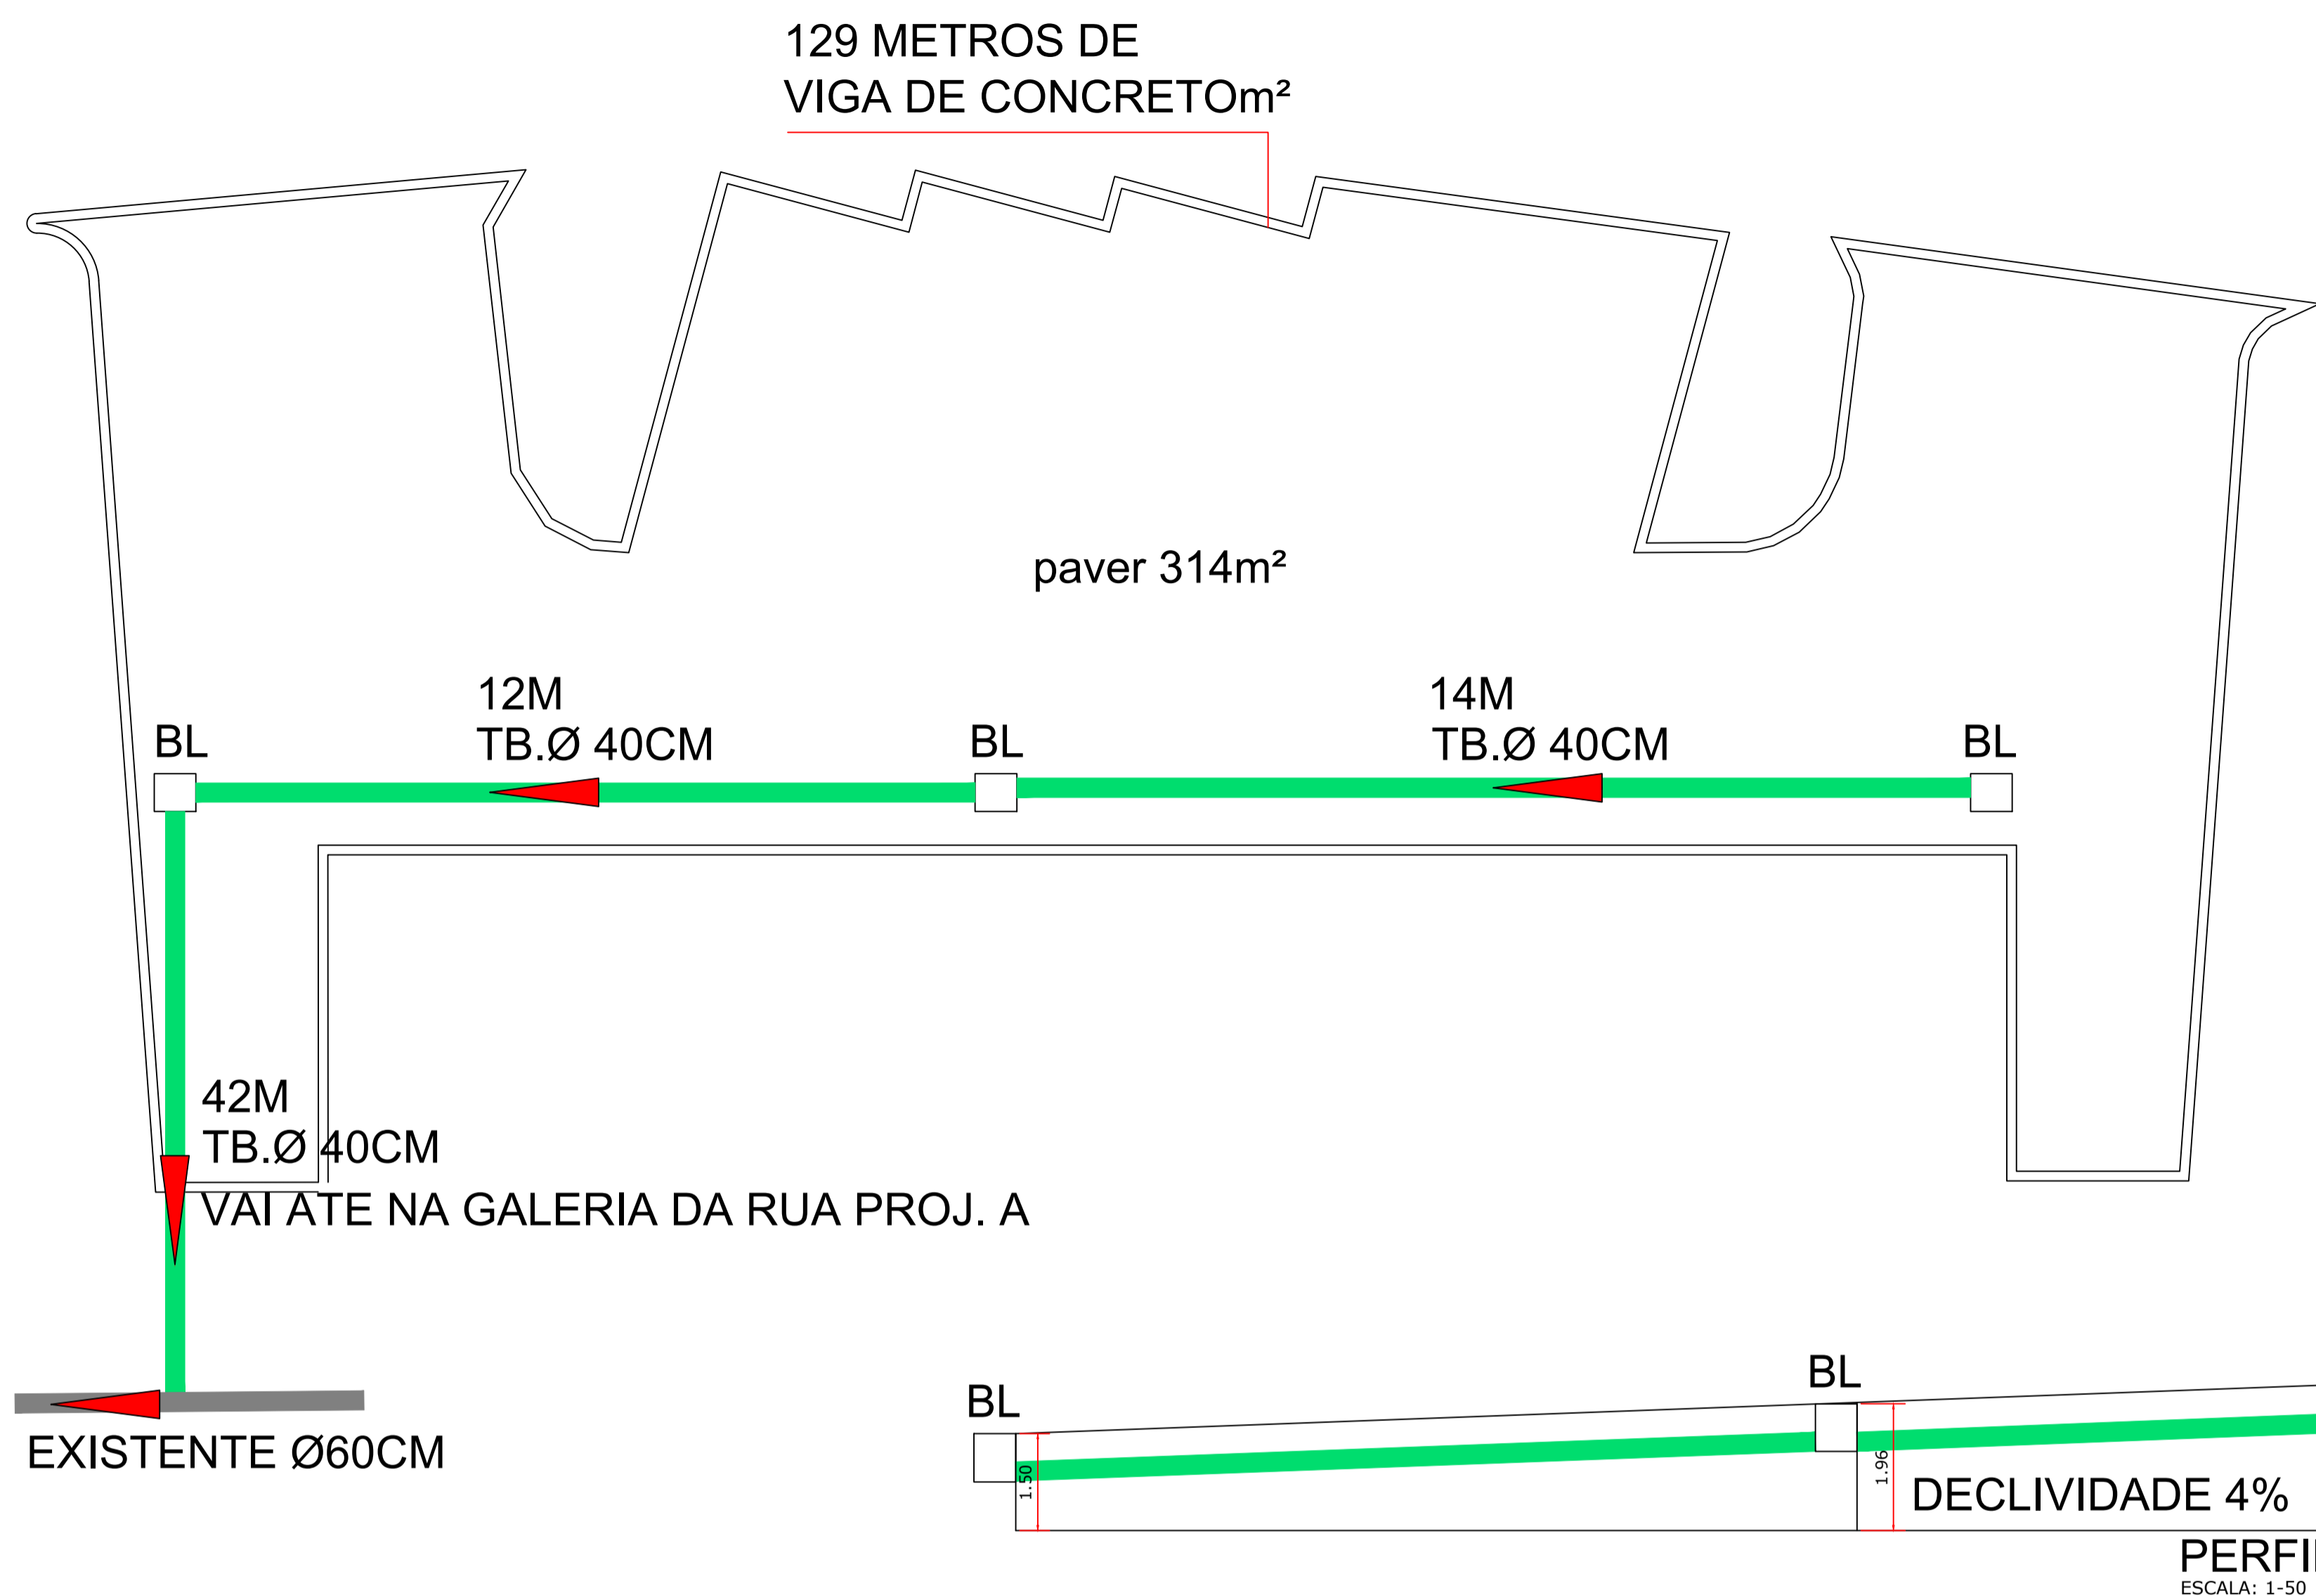 129 METROS DE
VIGA DE CONCRETOm²
paver 314m²
12M
TB.Ø 40CM
14M
TB.Ø 40CM
BL
BL
BL
42M
TB.Ø 40CM
VAI ATE NA GALERIA DA RUA PROJ. A
EXISTENTE Ø60CM
BL
BL
1.50
1.96
DECLIVIDADE 4%
ESCALA: 1-50